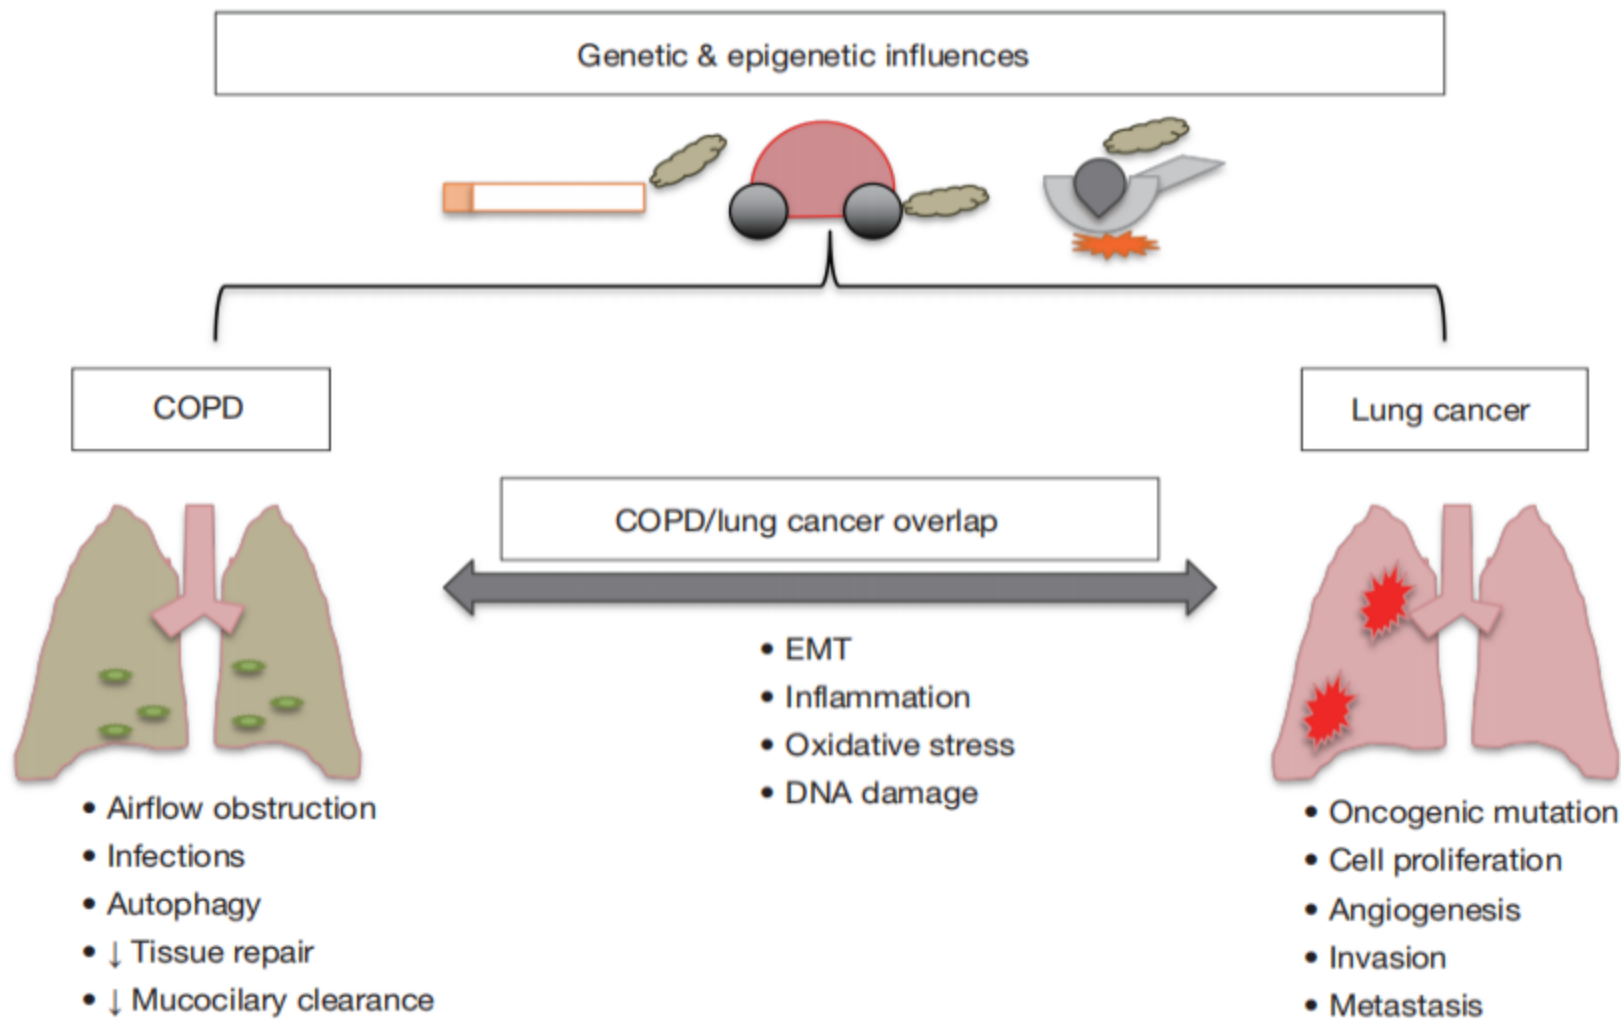 Genetic & epigenetic influences
COPD
Lung cancer
COPD/lung cancer overlap
• EMT
• Inflammation
• Oxidative stress
• DNA damage
• Airflow obstruction
• Infections
• Autophagy
• ↓ Tissue repair
• ↓ Mucocilary clearance
• Oncogenic mutation
• Cell proliferation
• Angiogenesis
• Invasion
• Metastasis